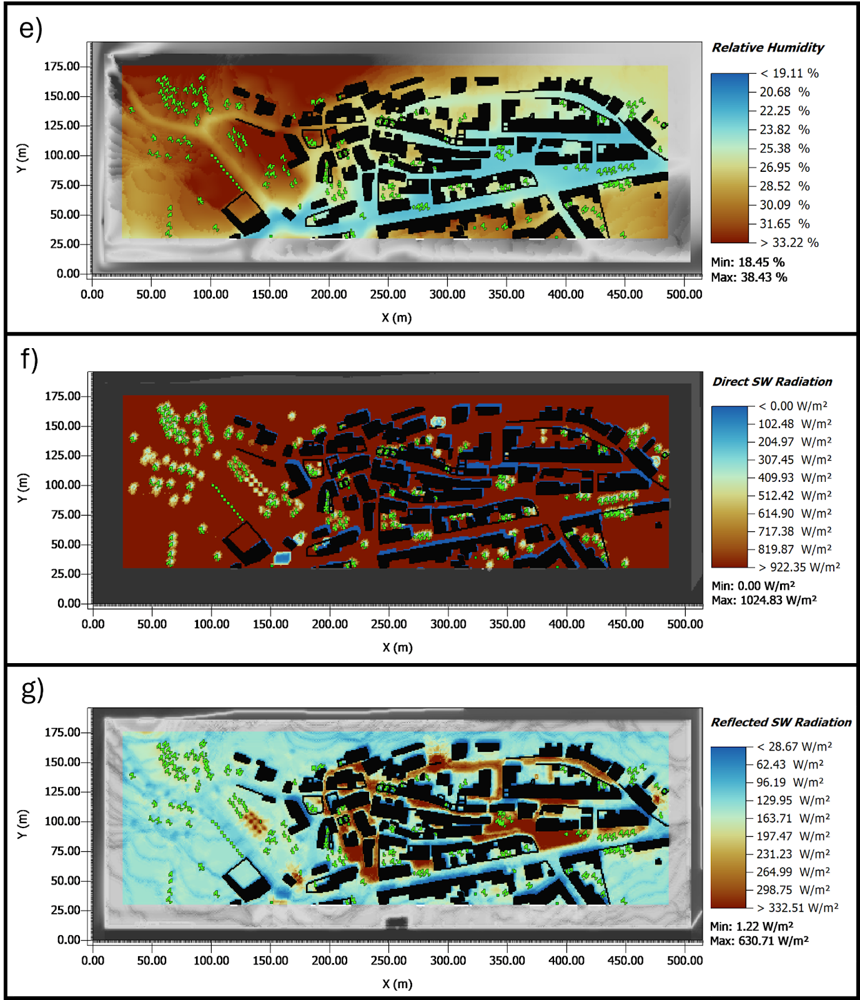 e)
Relative Humidity
< 19.11 %
20.68 %
22.25 %
23.82 %
25.38 %
26.95 %
28.52 %
30.09 %
31.65 %
> 33.22 %
Min: 18.45 %
Max: 38.43 %
Y (m)
175.00
150.00
125.00
100.00
75.00
50.00
25.00
0.00
0.00 50.00 100.00 150.00 200.00 250.00 300.00 350.00 400.00 450.00 500.00
X (m)
f)
Direct SW Radiation
< 0.00 W/m²
102.48 W/m²
204.97 W/m²
307.45 W/m²
409.93 W/m²
512.42 W/m²
614.90 W/m²
717.38 W/m²
819.87 W/m²
> 922.35 W/m²
Min: 0.00 W/m²
Max: 1024.83 W/m²
Y (m)
175.00
150.00
125.00
100.00
75.00
50.00
25.00
0.00
0.00 50.00 100.00 150.00 200.00 250.00 300.00 350.00 400.00 450.00 500.00
X (m)
g)
Reflected SW Radiation
< 28.67 W/m²
62.43 W/m²
96.19 W/m²
129.95 W/m²
163.71 W/m²
197.47 W/m²
231.23 W/m²
264.99 W/m²
298.75 W/m²
> 332.51 W/m²
Min: 1.22 W/m²
Max: 630.71 W/m²
Y (m)
175.00
150.00
125.00
100.00
75.00
50.00
25.00
0.00
0.00 50.00 100.00 150.00 200.00 250.00 300.00 350.00 400.00 450.00 500.00
X (m)